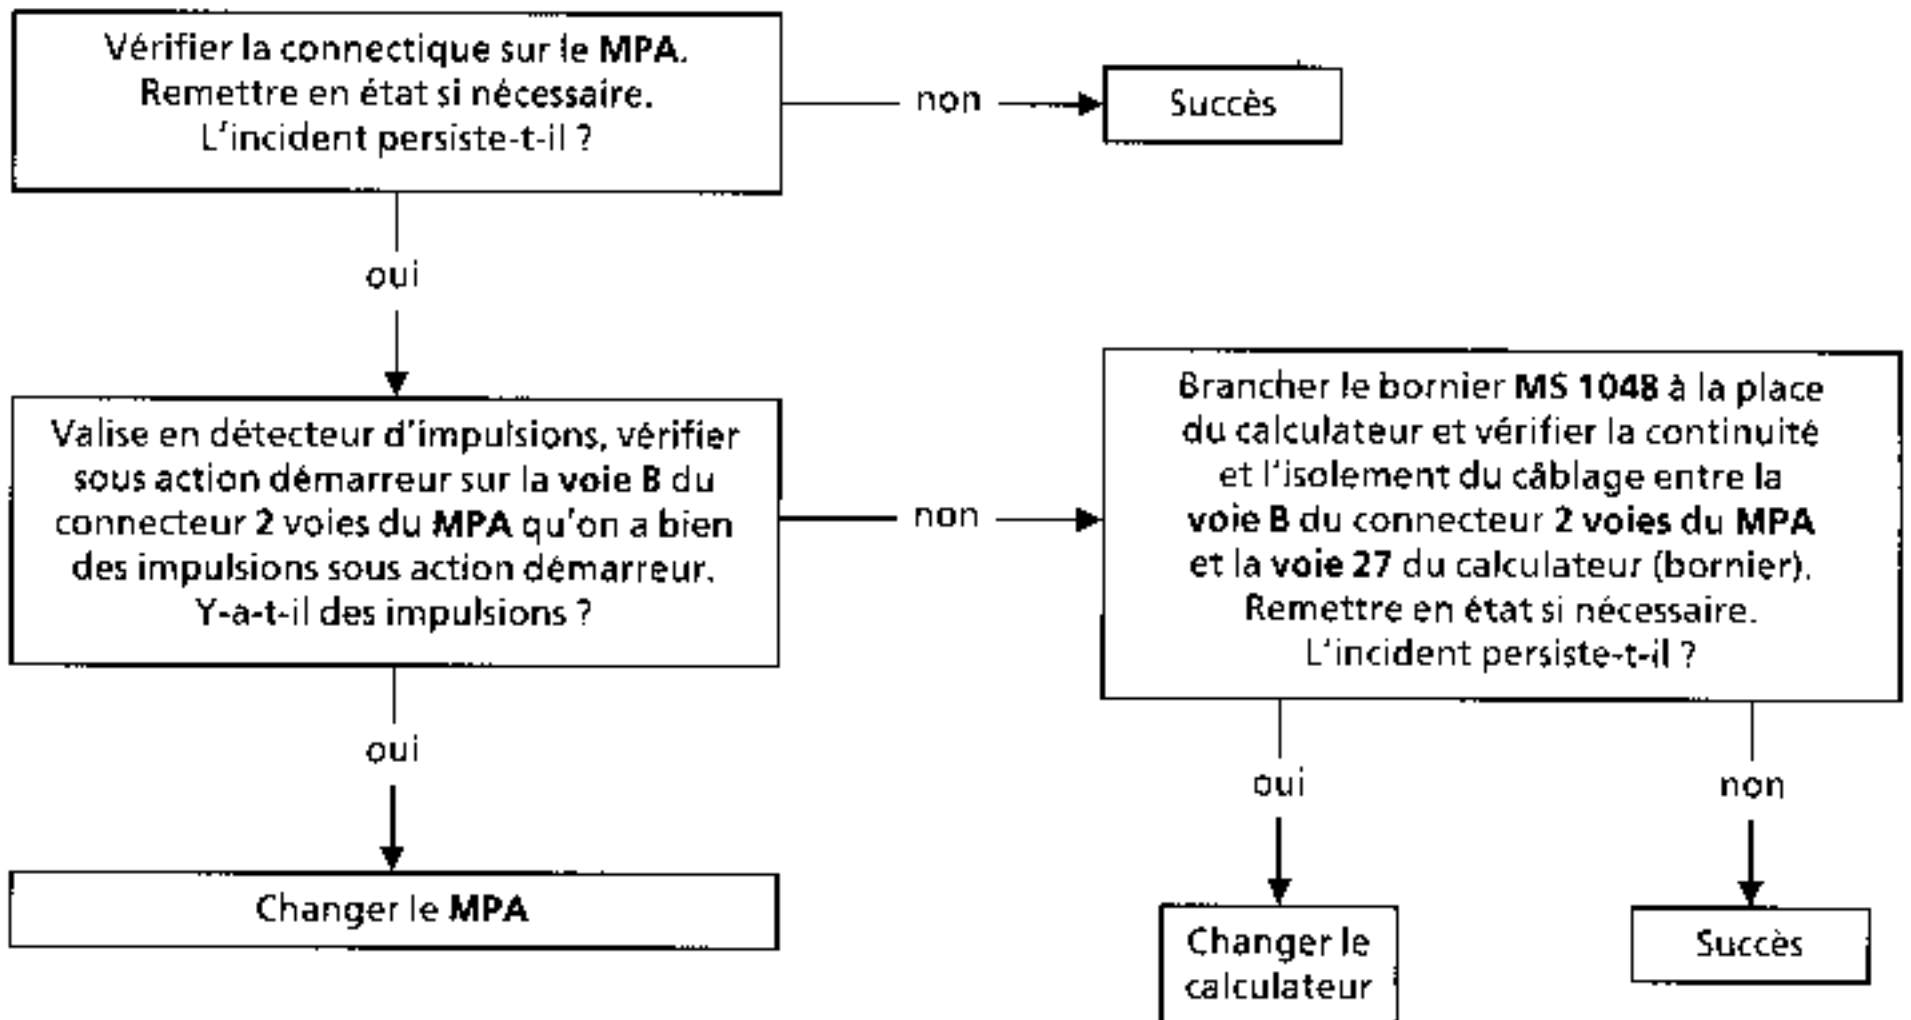 Vérifier la connectique sur le MPA.
Remettre en état si nécessaire.
L'incident persiste-t-il ?
non
Succès
oui
Valise en détecteur d'impulsions, vérifier
sous action démarreur sur la voie B du
connecteur 2 voies du MPA qu'on a bien
des impulsions sous action démarreur.
Y-a-t-il des impulsions ?
non
Brancher le bornier MS 1048 à la place
du calculateur et vérifier la continuité
et l'isolement du câblage entre la
voie B du connecteur 2 voies du MPA
et la voie 27 du calculateur (bornier).
Remettre en état si nécessaire.
L'incident persiste-t-il ?
oui
Changer le MPA
oui
Changer le
calculateur
non
Succès